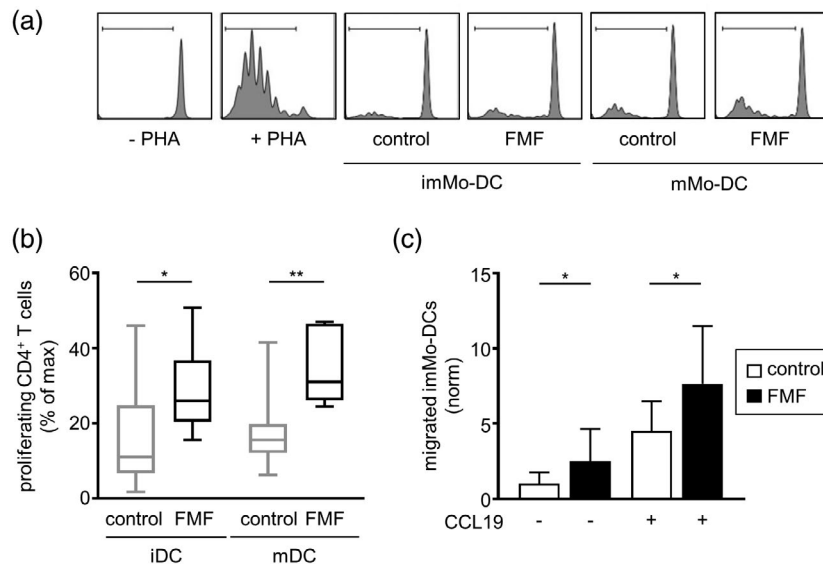 (a)
- PHA + PHA control FMF control FMF
imMo-DC mMo-DC
(b)
proliferating CD4⁺ T cells
(% of max)
60
40
20
0
* **
control FMF control FMF
iDC mDC
(c)
migrated imMo-DCs
(norm)
15
10
5
0
* *
control
FMF
CCL19 - - + +